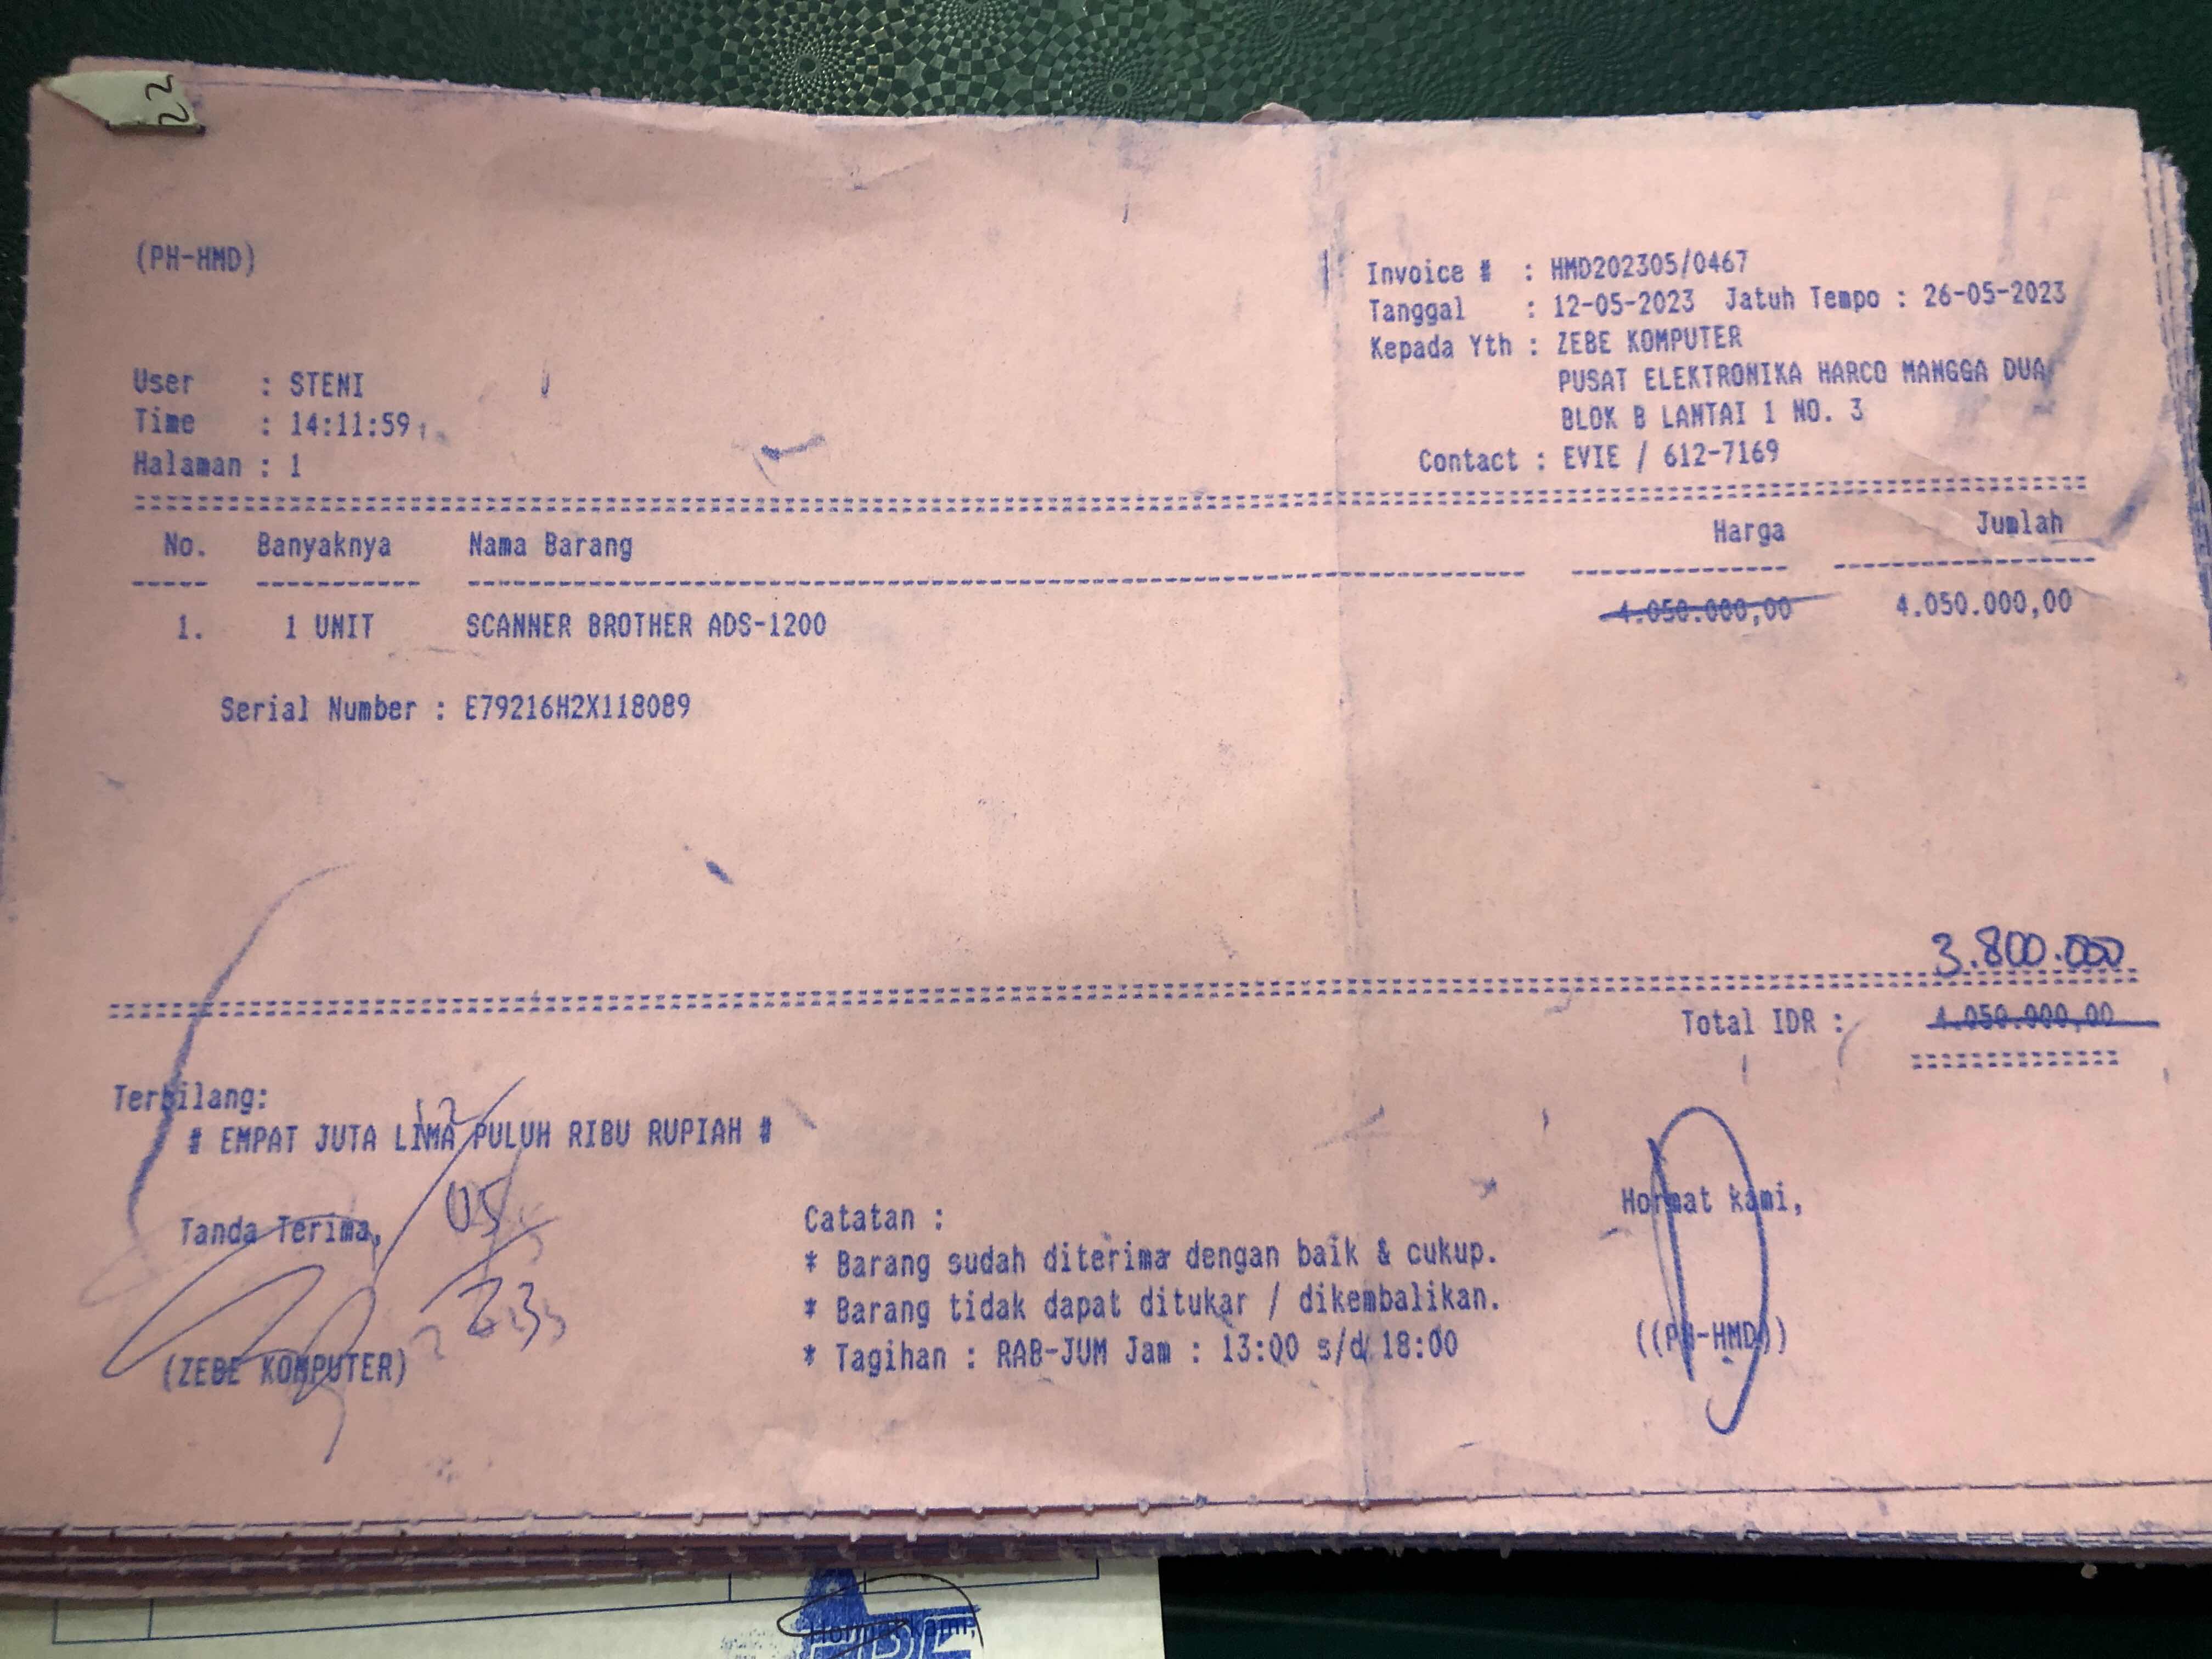 22
(PH-HMD)
Invoice # : HMD202305/0467
Tanggal : 12-05-2023 Jatuh Tempo : 26-05-2023
Kepada Yth : ZEBE KOMPUTER
PUSAT ELEKTRONIKA HARCO MANGGA DUA
BLOK B LANTAI 1 NO. 3
Contact : EVIE / 612-7169
User : STENI
Time : 14:11:59
Halaman : 1
No. Banyaknya Nama Barang Harga Jumlah
1. 1 UNIT SCANNER BROTHER ADS-1200 4.050.000,00 4.050.000,00
Serial Number : E79216H2X118089
3.800.000
Total IDR : 4.050.000,00
Terbilang:
# EMPAT JUTA LIMA PULUH RIBU RUPIAH #
12/
05/
Tanda Terima,
(ZEBE KOMPUTER)
Catatan :
* Barang sudah diterima dengan baik & cukup.
* Barang tidak dapat ditukar / dikembalikan.
* Tagihan : RAB-JUM Jam : 13:00 s/d 18:00
Hormat kami,
((PH-HMD))
Hormat kami,